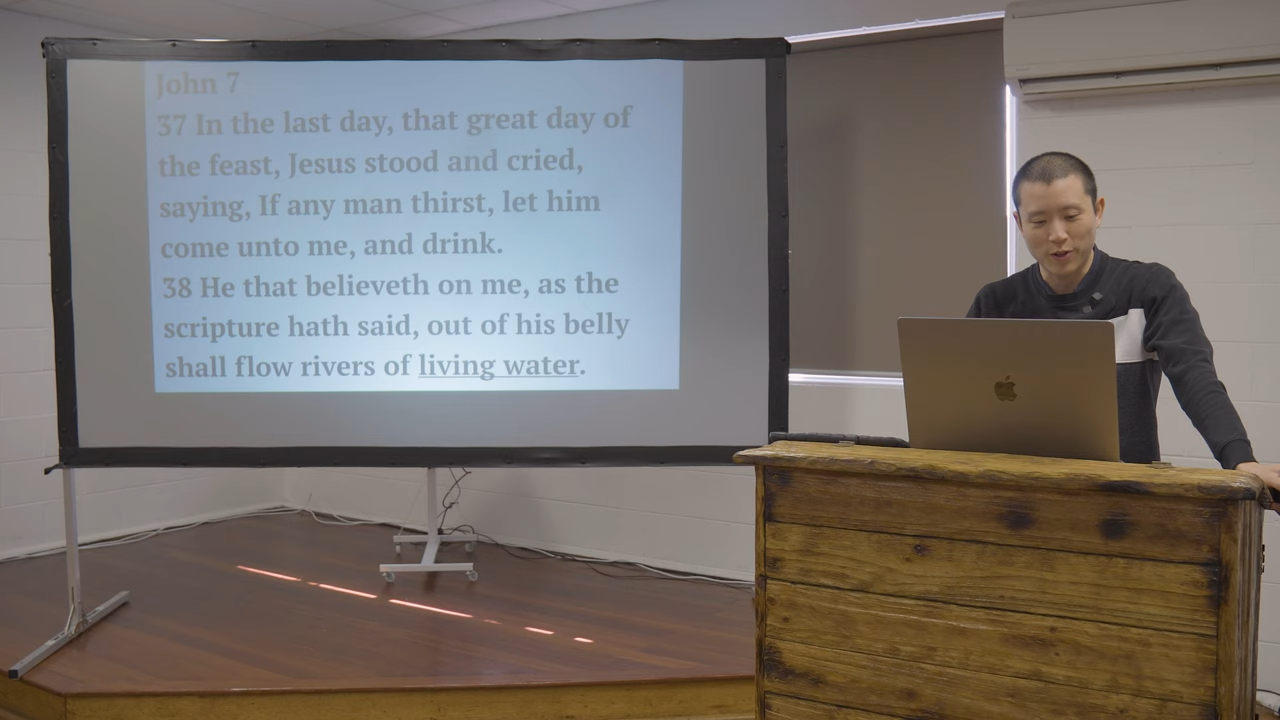 John 7
37 In the last day, that great day of
the feast, Jesus stood and cried,
saying, If any man thirst, let him
come unto me, and drink.
38 He that believeth on me, as the
scripture hath said, out of his belly
shall flow rivers of living water.